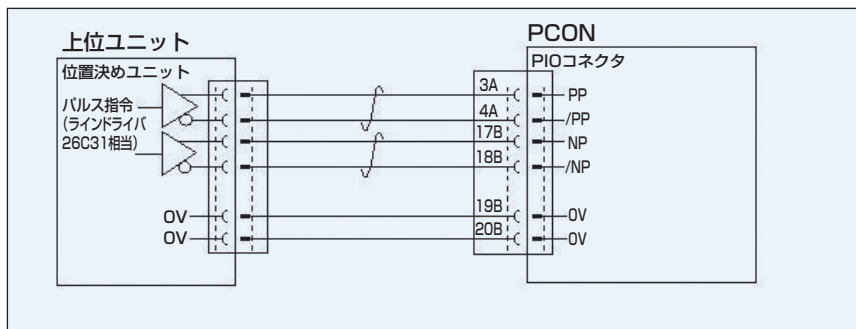 上位ユニット
位置決めユニット
パルス指令
(ラインドライバ
26C31相当)
0V
0V
PCON
PIOコネクタ
3A
PP
4A
/PP
17B
NP
18B
/NP
19B
0V
20B
0V